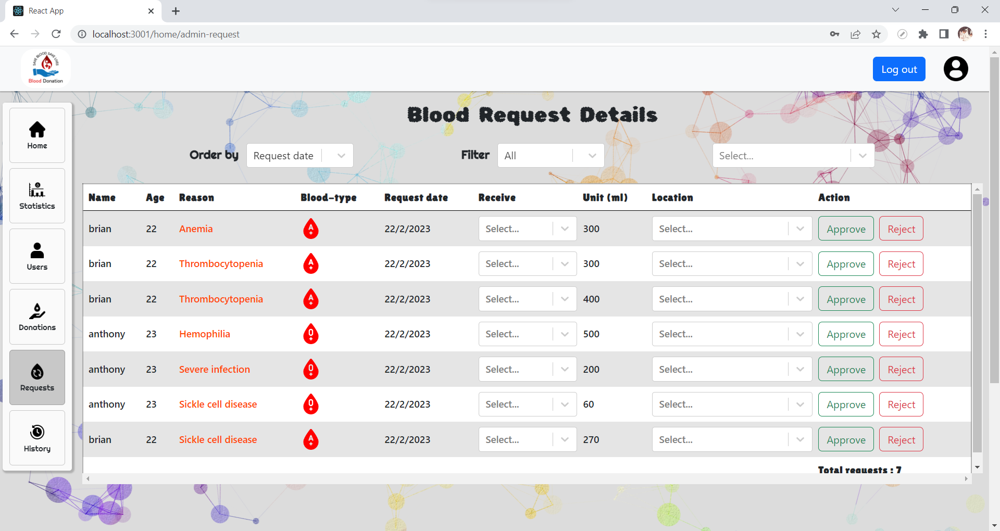 React App
localhost:3001/home/admin-request
SAVE BLOOD SAVE LIVES
Blood Donation
Log out
Home
Statistics
Users
Donations
Requests
History
Blood Request Details
Order by Request date Filter All Select...
Name Age Reason Blood-type Request date Receive Unit (ml) Location Action
brian 22 Anemia A+ 22/2/2023 Select... 300 Select... Approve Reject
brian 22 Thrombocytopenia A+ 22/2/2023 Select... 300 Select... Approve Reject
brian 22 Thrombocytopenia A+ 22/2/2023 Select... 400 Select... Approve Reject
anthony 23 Hemophilia O+ 22/2/2023 Select... 500 Select... Approve Reject
anthony 23 Severe infection O+ 22/2/2023 Select... 200 Select... Approve Reject
anthony 23 Sickle cell disease O+ 22/2/2023 Select... 60 Select... Approve Reject
brian 22 Sickle cell disease A+ 22/2/2023 Select... 270 Select... Approve Reject
Total requests : 7